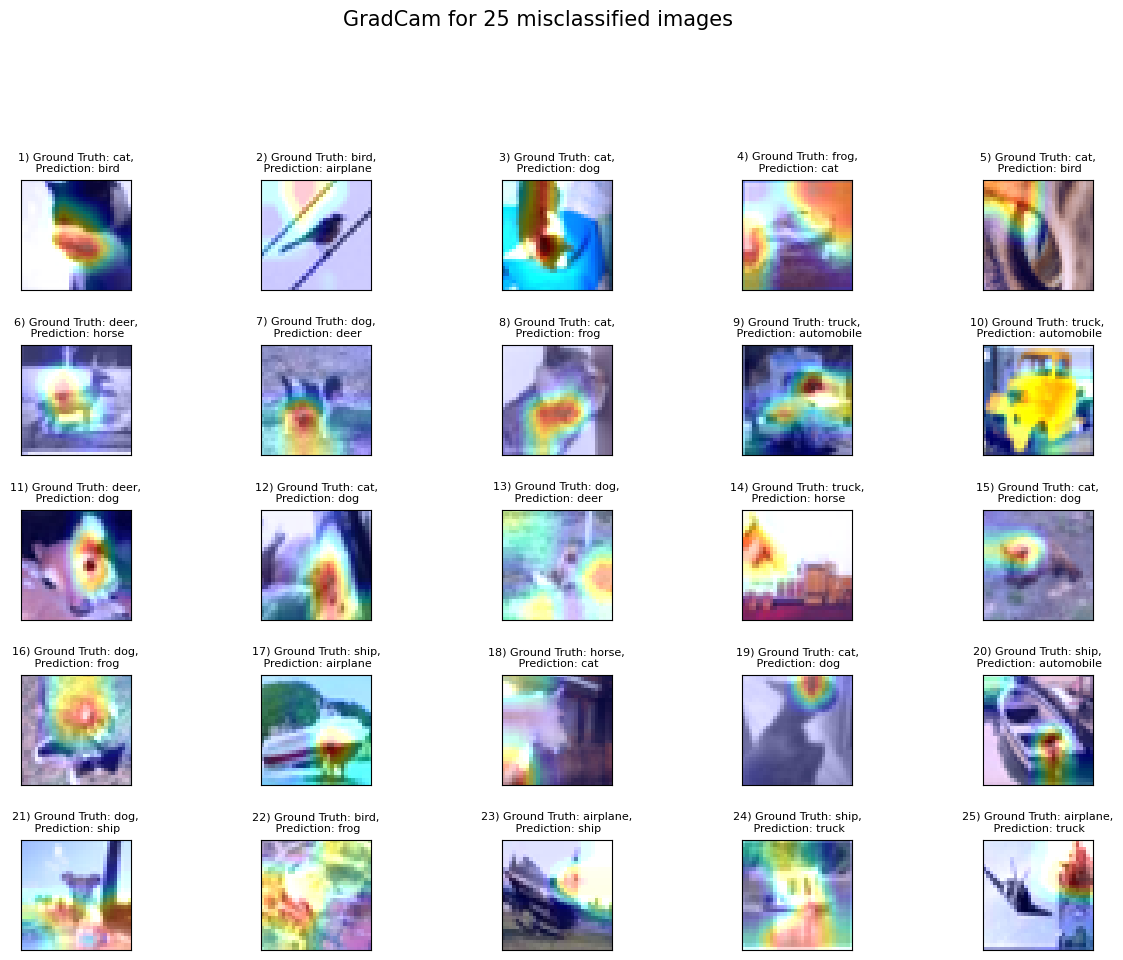 GradCam for 25 misclassified images
1) Ground Truth: cat,
Prediction: bird
2) Ground Truth: bird,
Prediction: airplane
3) Ground Truth: cat,
Prediction: dog
4) Ground Truth: frog,
Prediction: cat
5) Ground Truth: cat,
Prediction: bird
6) Ground Truth: deer,
Prediction: horse
7) Ground Truth: dog,
Prediction: deer
8) Ground Truth: cat,
Prediction: frog
9) Ground Truth: truck,
Prediction: automobile
10) Ground Truth: truck,
Prediction: automobile
11) Ground Truth: deer,
Prediction: dog
12) Ground Truth: cat,
Prediction: dog
13) Ground Truth: dog,
Prediction: deer
14) Ground Truth: truck,
Prediction: horse
15) Ground Truth: cat,
Prediction: dog
16) Ground Truth: dog,
Prediction: frog
17) Ground Truth: ship,
Prediction: airplane
18) Ground Truth: horse,
Prediction: cat
19) Ground Truth: cat,
Prediction: dog
20) Ground Truth: ship,
Prediction: automobile
21) Ground Truth: dog,
Prediction: ship
22) Ground Truth: bird,
Prediction: frog
23) Ground Truth: airplane,
Prediction: ship
24) Ground Truth: ship,
Prediction: truck
25) Ground Truth: airplane,
Prediction: truck